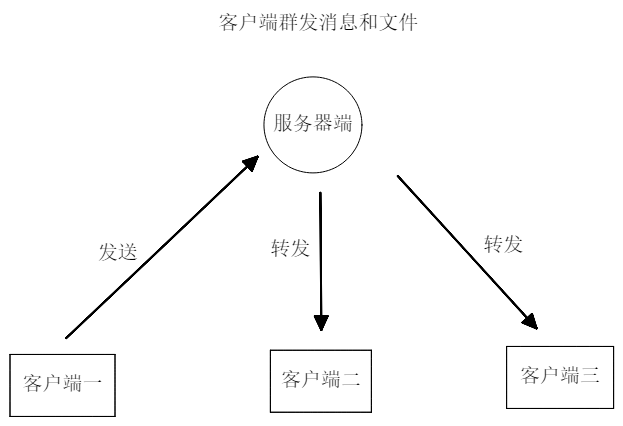 客户端群发消息和文件
服务器端
发送
转发
转发
客户端一
客户端二
客户端三